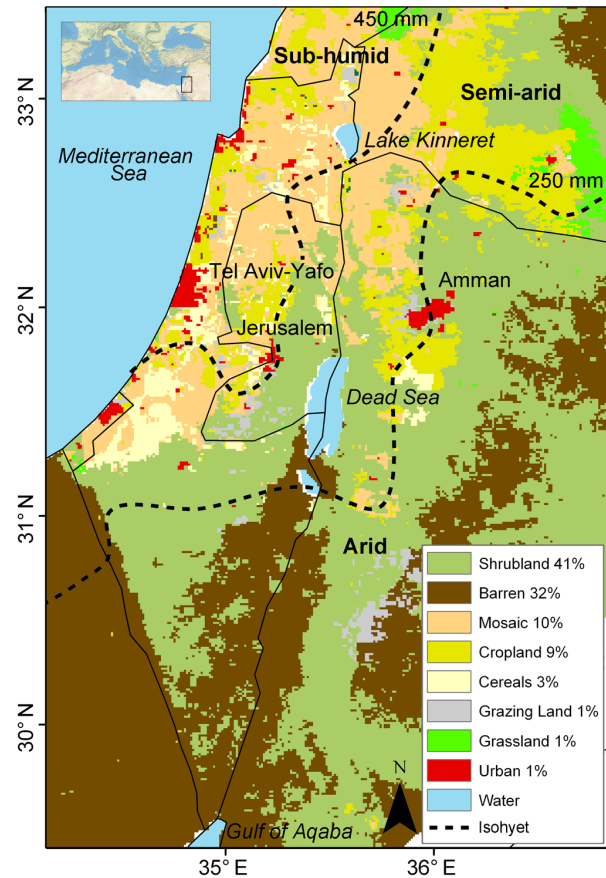 450 mm
Sub-humid
Semi-arid
33°N
Lake Kinneret
Mediterranean
Sea
250 mm
Tel Aviv-Yafo
Amman
32°N
Jerusalem
Dead Sea
31°N
Arid
Shrubland 41%
Barren 32%
Mosaic 10%
Cropland 9%
Cereals 3%
Grazing Land 1%
Grassland 1%
Urban 1%
Water
Isohyet
30°N
N
Gulf of Aqaba
35°E
36°E